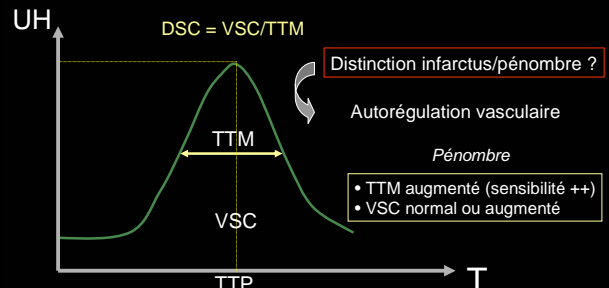 UH
DSC = VSC/TTM
Distinction infarctus/pénombre ?
Autorégulation vasculaire
TTM
Pénombre
• TTM augmenté (sensibilité ++)
• VSC normal ou augmenté
VSC
TTP
T